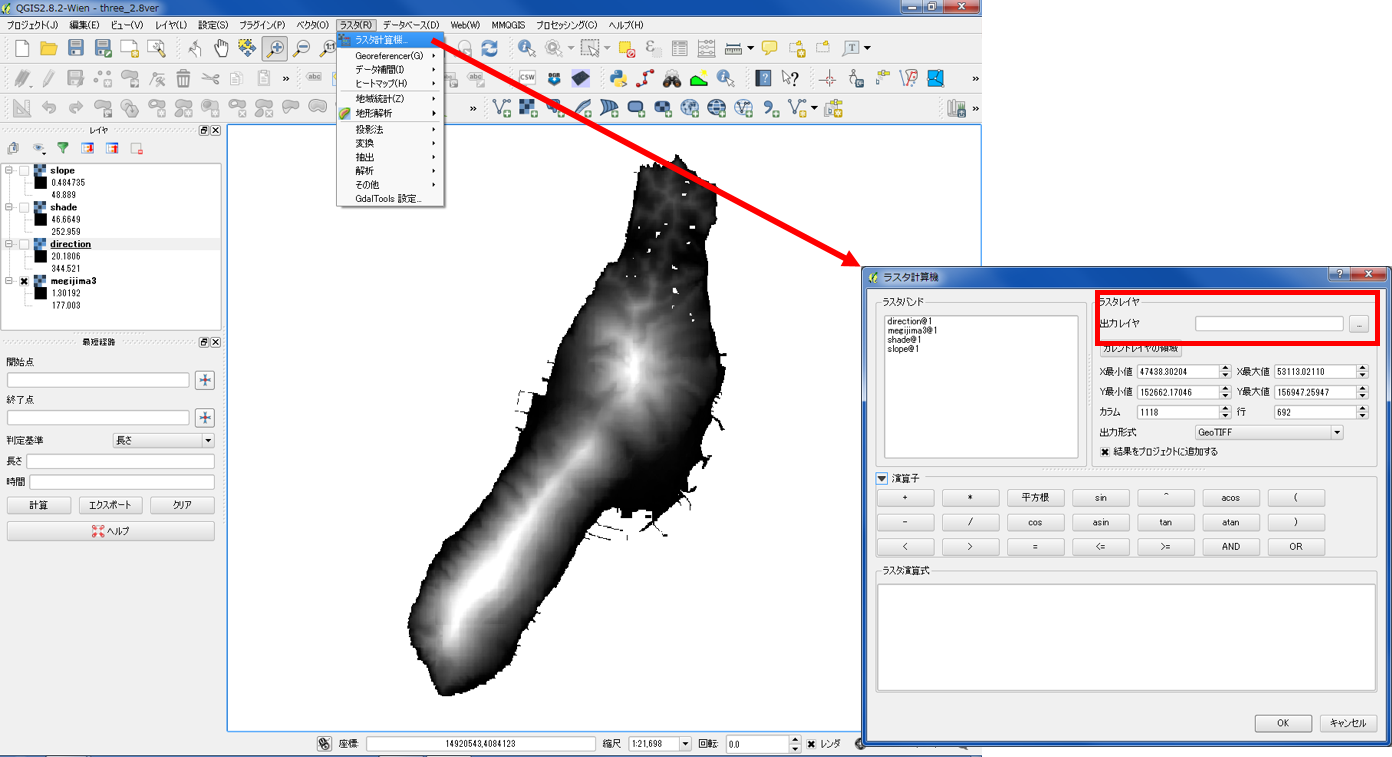 QGIS2.8.2-Wien - three_2.8ver
プロジェクト(J) 編集(E) ビュー(V) レイヤ(L) 設定(S) プラグイン(P) ベクタ(O) ラスタ(R) データベース(D) Web(W) MMQGIS プロセッシング(C) ヘルプ(H)
ラスタ計算機...
Georeferencer(G)
データ補間(I)
ヒートマップ(H)
地域統計(Z)
地形解析
投影法
変換
抽出
解析
その他
GdalTools 設定...
レイヤ
slope
0.484735
48.889
shade
46.6649
252.959
direction
20.1806
344.521
megijima3
1.30192
177.003
最短経路
開始点
終了点
判定基準 長さ
長さ
時間
計算 エクスポート クリア
ヘルプ
座標: 14920543,4084123 縮尺 1:21,698 回転: 0.0 レンダ
ラスタ計算機
ラスタバンド
direction@1
megijima3@1
shade@1
slope@1
ラスタレイヤ
出力レイヤ ...
カレントレイヤの領域
X最小値 47438.30204 X最大値 53113.02110
Y最小値 152662.17046 Y最大値 156947.25947
カラム 1118 行 692
出力形式 GeoTIFF
結果をプロジェクトに追加する
演算子
+ * 平方根 sin ^ acos (
- / cos asin tan atan )
< > = <= >= AND OR
ラスタ演算式
OK キャンセル